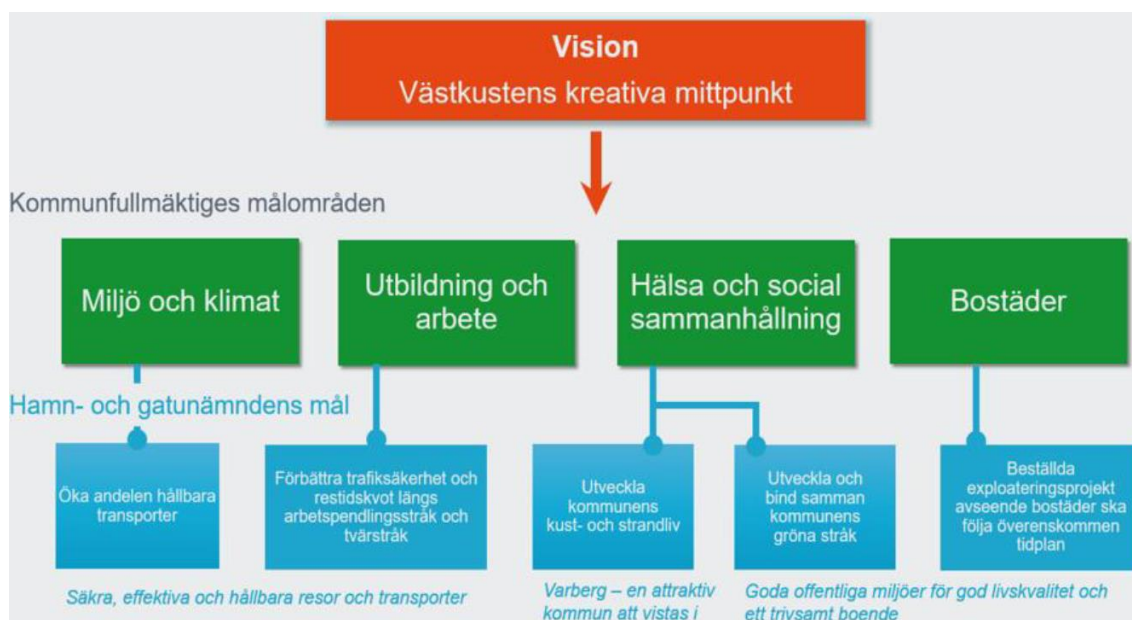 Vision
Västkustens kreativa mittpunkt
Kommunfullmäktiges målområden
Miljö och klimat
Utbildning och
arbete
Hälsa och social
sammanhållning
Bostäder
Hamn- och gatunämndens mål
Öka andelen hållbara
transporter
Förbättra trafiksäkerhet och
restidskvot längs
arbetspendlingsstråk och
tvärstråk
Utveckla
kommunens
kust- och strandliv
Utveckla och
bind samman
kommunens
gröna stråk
Beställda
exploateringsprojekt
avseende bostäder ska
följa överenskommen
tidplan
Säkra, effektiva och hållbara resor och transporter
Varberg – en attraktiv
kommun att vistas i
Goda offentliga miljöer för god livskvalitet och
ett trivsamt boende